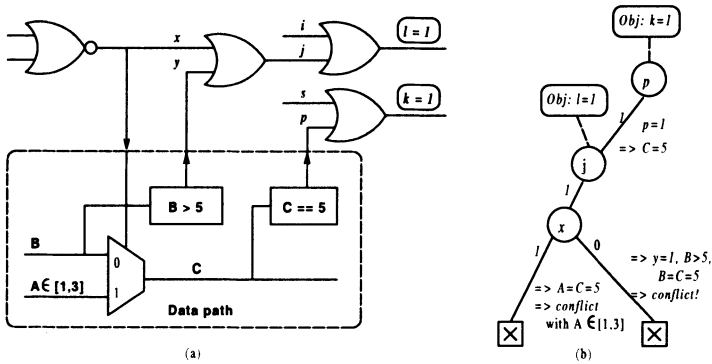 x
y
i
j
l = 1
s
p
k = 1
B > 5
C == 5
B
0
A ∈ [1,3]
1
C
Data path
(a)
Obj: k=1
p
Obj: l=1
1
p=1
=> C=5
j
1
x
1
0
=> y=1, B>5,
B=C=5
=> conflict!
=> A=C=5
=> conflict
with A ∈ [1,3]
(b)